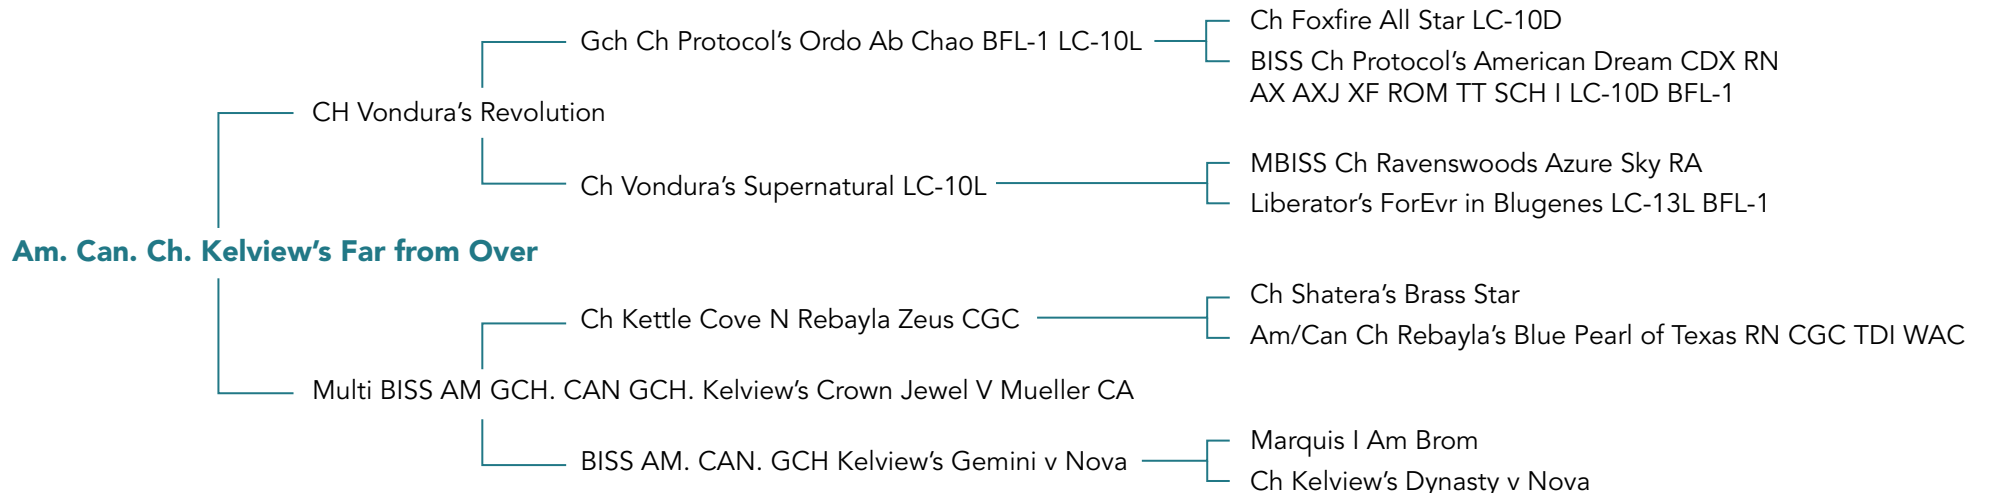 Ch Foxfire All Star LC-10D
Gch Ch Protocol’s Ordo Ab Chao BFL-1 LC-10L
BISS Ch Protocol’s American Dream CDX RN
AX AXJ XF ROM TT SCH I LC-10D BFL-1
CH Vondura’s Revolution
MBISS Ch Ravenswoods Azure Sky RA
Ch Vondura’s Supernatural LC-10L
Liberator’s ForEvr in Blugenes LC-13L BFL-1
Am. Can. Ch. Kelview’s Far from Over
Ch Shatera’s Brass Star
Ch Kettle Cove N Rebayla Zeus CGC
Am/Can Ch Rebayla’s Blue Pearl of Texas RN CGC TDI WAC
Multi BISS AM GCH. CAN GCH. Kelview’s Crown Jewel V Mueller CA
Marquis I Am Brom
BISS AM. CAN. GCH Kelview’s Gemini v Nova
Ch Kelview’s Dynasty v Nova